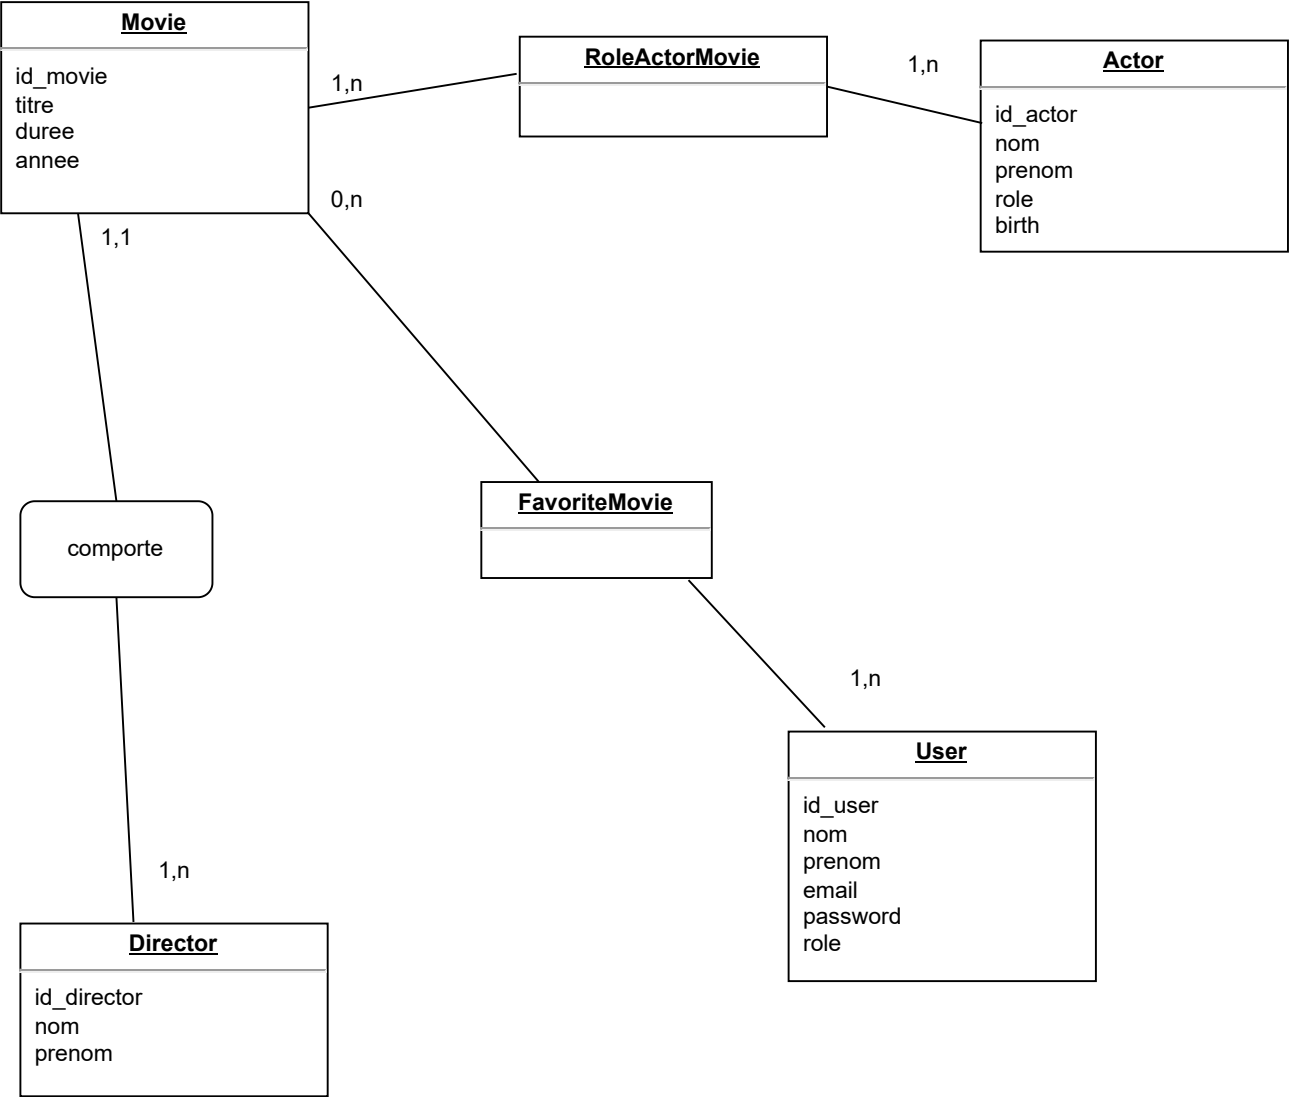 Movie
id_movie
titre
duree
annee
1,n
RoleActorMovie
1,n
Actor
id_actor
nom
prenom
role
birth
0,n
1,1
comporte
FavoriteMovie
1,n
User
id_user
nom
prenom
email
password
role
1,n
Director
id_director
nom
prenom